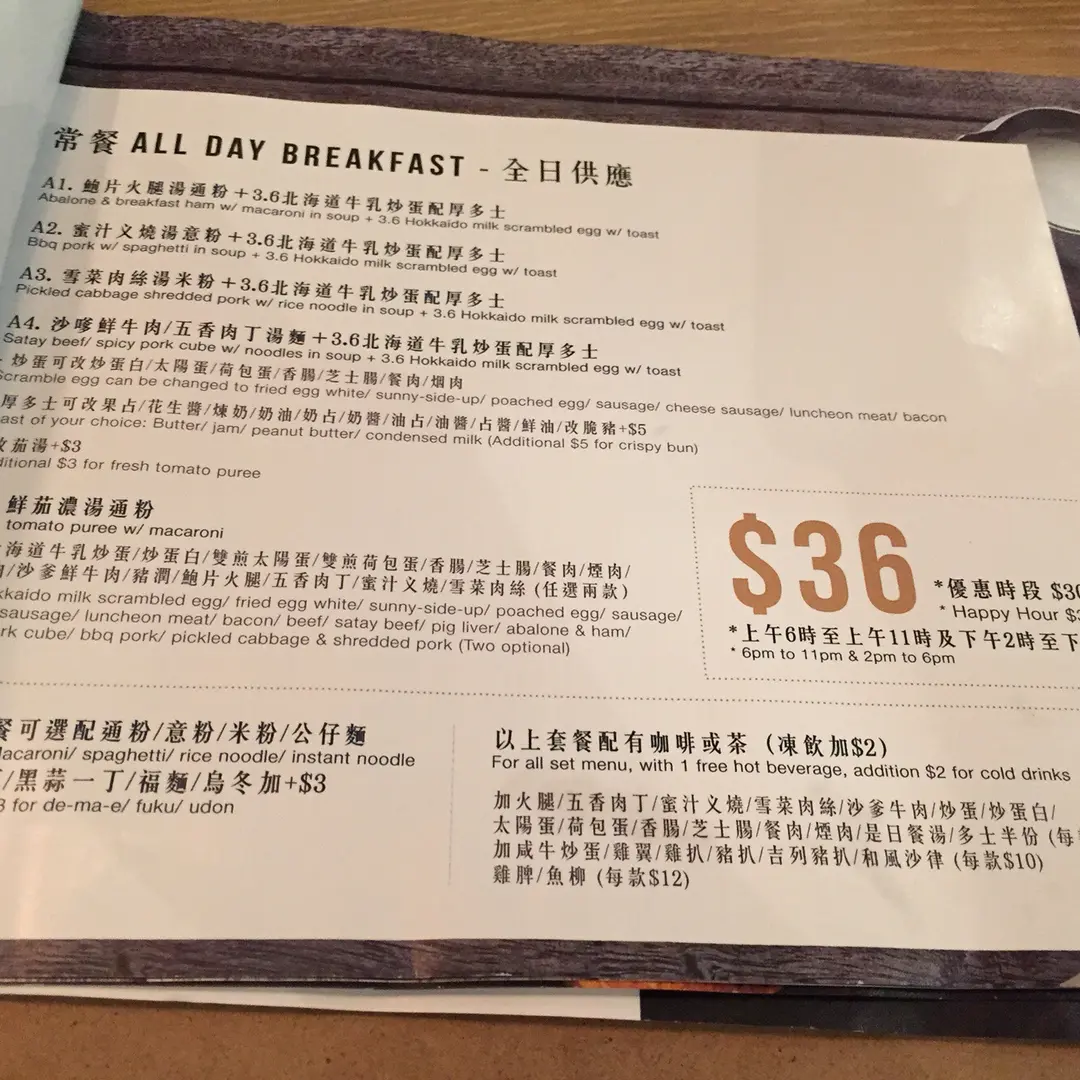 常餐 ALL DAY BREAKFAST - 全日供應
A1. 鮑片火腿湯通粉＋3.6北海道牛乳炒蛋配厚多士
Abalone & breakfast ham w/ macaroni in soup + 3.6 Hokkaido milk scrambled egg w/ toast
A2. 蜜汁义燒湯意粉＋3.6北海道牛乳炒蛋配厚多士
Bbq pork w/ spaghetti in soup + 3.6 Hokkaido milk scrambled egg w/ toast
A3. 雪菜肉絲湯米粉＋3.6北海道牛乳炒蛋配厚多士
Pickled cabbage shredded pork w/ rice noodle in soup + 3.6 Hokkaido milk scrambled egg w/ toast
A4. 沙嗲鮮牛肉/五香肉丁湯麵＋3.6北海道牛乳炒蛋配厚多士
Satay beef/ spicy pork cube w/ noodles in soup + 3.6 Hokkaido milk scrambled egg w/ toast
炒蛋可改炒蛋白/太陽蛋/荷包蛋/香腸/芝士腸/餐肉/烟肉
Scramble egg can be changed to fried egg white/ sunny-side-up/ poached egg/ sausage/ cheese sausage/ luncheon meat/ bacon
厚多士可改果占/花生醬/煉奶/奶油/奶占/奶醬/油占/油醬/占醬/鮮油/改脆豬+$5
of your choice: Butter/ jam/ peanut butter/ condensed milk (Additional $5 for crispy bun)
茄湯+$3
$3 for fresh tomato puree
鮮茄濃湯通粉
tomato puree w/ macaroni
海道牛乳炒蛋/炒蛋白/雙煎太陽蛋/雙煎荷包蛋/香腸/芝士腸/餐肉/煙肉/
/沙爹鮮牛肉/豬潤/鮑片火腿/五香肉丁/蜜汁义燒/雪菜肉絲 (任選兩款)
milk scrambled egg/ fried egg white/ sunny-side-up/ poached egg/ sausage/
sausage/ luncheon meat/ bacon/ beef/ satay beef/ pig liver/ abalone & ham/
cube/ bbq pork/ pickled cabbage & shredded pork (Two optional)
$36
*優惠時段
* Happy Hour
*上午6時至上午11時及下午2時至下
* 6pm to 11pm & 2pm to 6pm
餐可選配通粉/意粉/米粉/公仔麵
Macaroni/ spaghetti/ rice noodle/ instant noodle
/黑蒜一丁/福麵/烏冬加+$3
for de-ma-e/ fuku/ udon
以上套餐配有咖啡或茶 (凍飲加$2)
For all set menu, with 1 free hot beverage, addition $2 for cold drinks
加火腿/五香肉丁/蜜汁义燒/雪菜肉絲/沙爹牛肉/炒蛋/炒蛋白/
太陽蛋/荷包蛋/香腸/芝士腸/餐肉/煙肉/是日餐湯/多士半份 (每
加咸牛炒蛋/雞翼/雞扒/豬扒/吉列豬扒/和風沙律 (每款$10)
雞脾/魚柳 (每款$12)